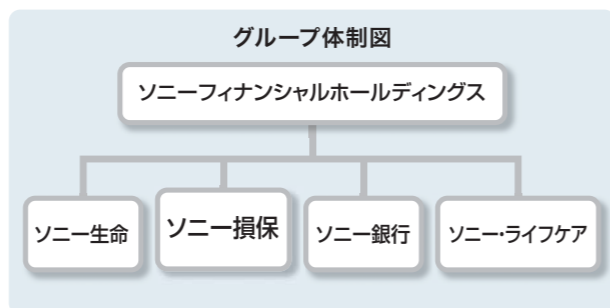 グループ体制図
ソニーフィナンシャルホールディングス
ソニー生命
ソニー損保
ソニー銀行
ソニー・ライフケア